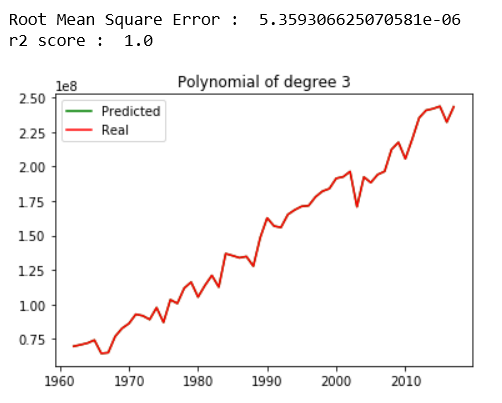 Root Mean Square Error :  5.359306625070581e-06
r2 score :  1.0
Polynomial of degree 3
1e8
Predicted
Real
2.50
2.25
2.00
1.75
1.50
1.25
1.00
0.75
1960 1970 1980 1990 2000 2010